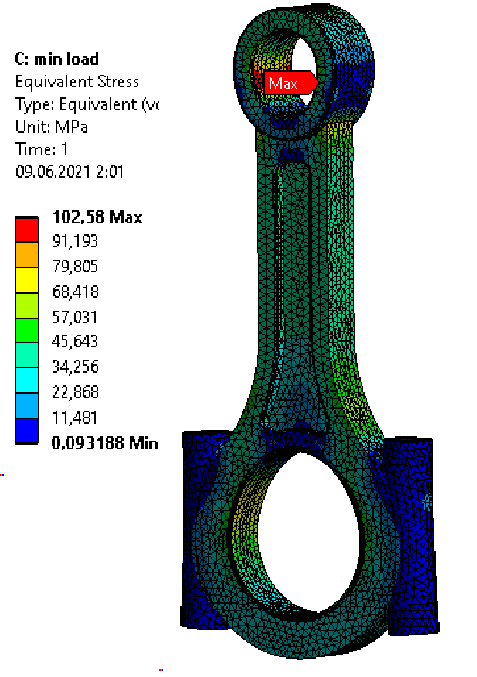 C: min load
Equivalent Stress
Type: Equivalent (v
Unit: MPa
Time: 1
09.06.2021 2:01
102,58 Max
91,193
79,805
68,418
57,031
45,643
34,256
22,868
11,481
0,093188 Min
Max